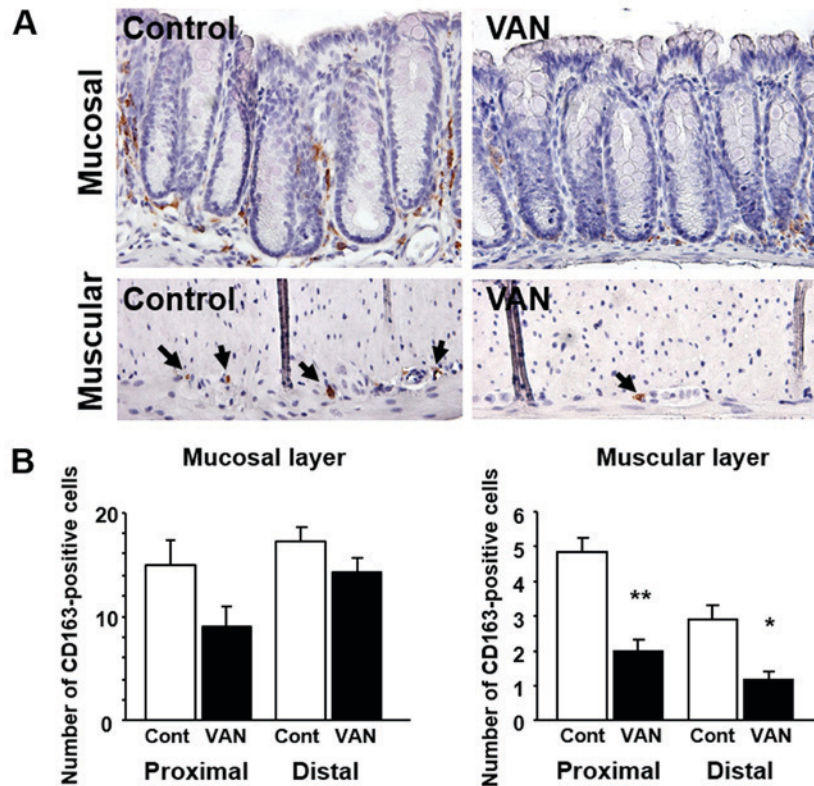 A
Control
VAN
Mucosal
Control
VAN
Muscular
B
Mucosal layer
Number of CD163-positive cells
20
10
0
Cont VAN Cont VAN
Proximal Distal
Muscular layer
Number of CD163-positive cells
6
5
4
3
2
1
0
**
*
Cont VAN Cont VAN
Proximal Distal